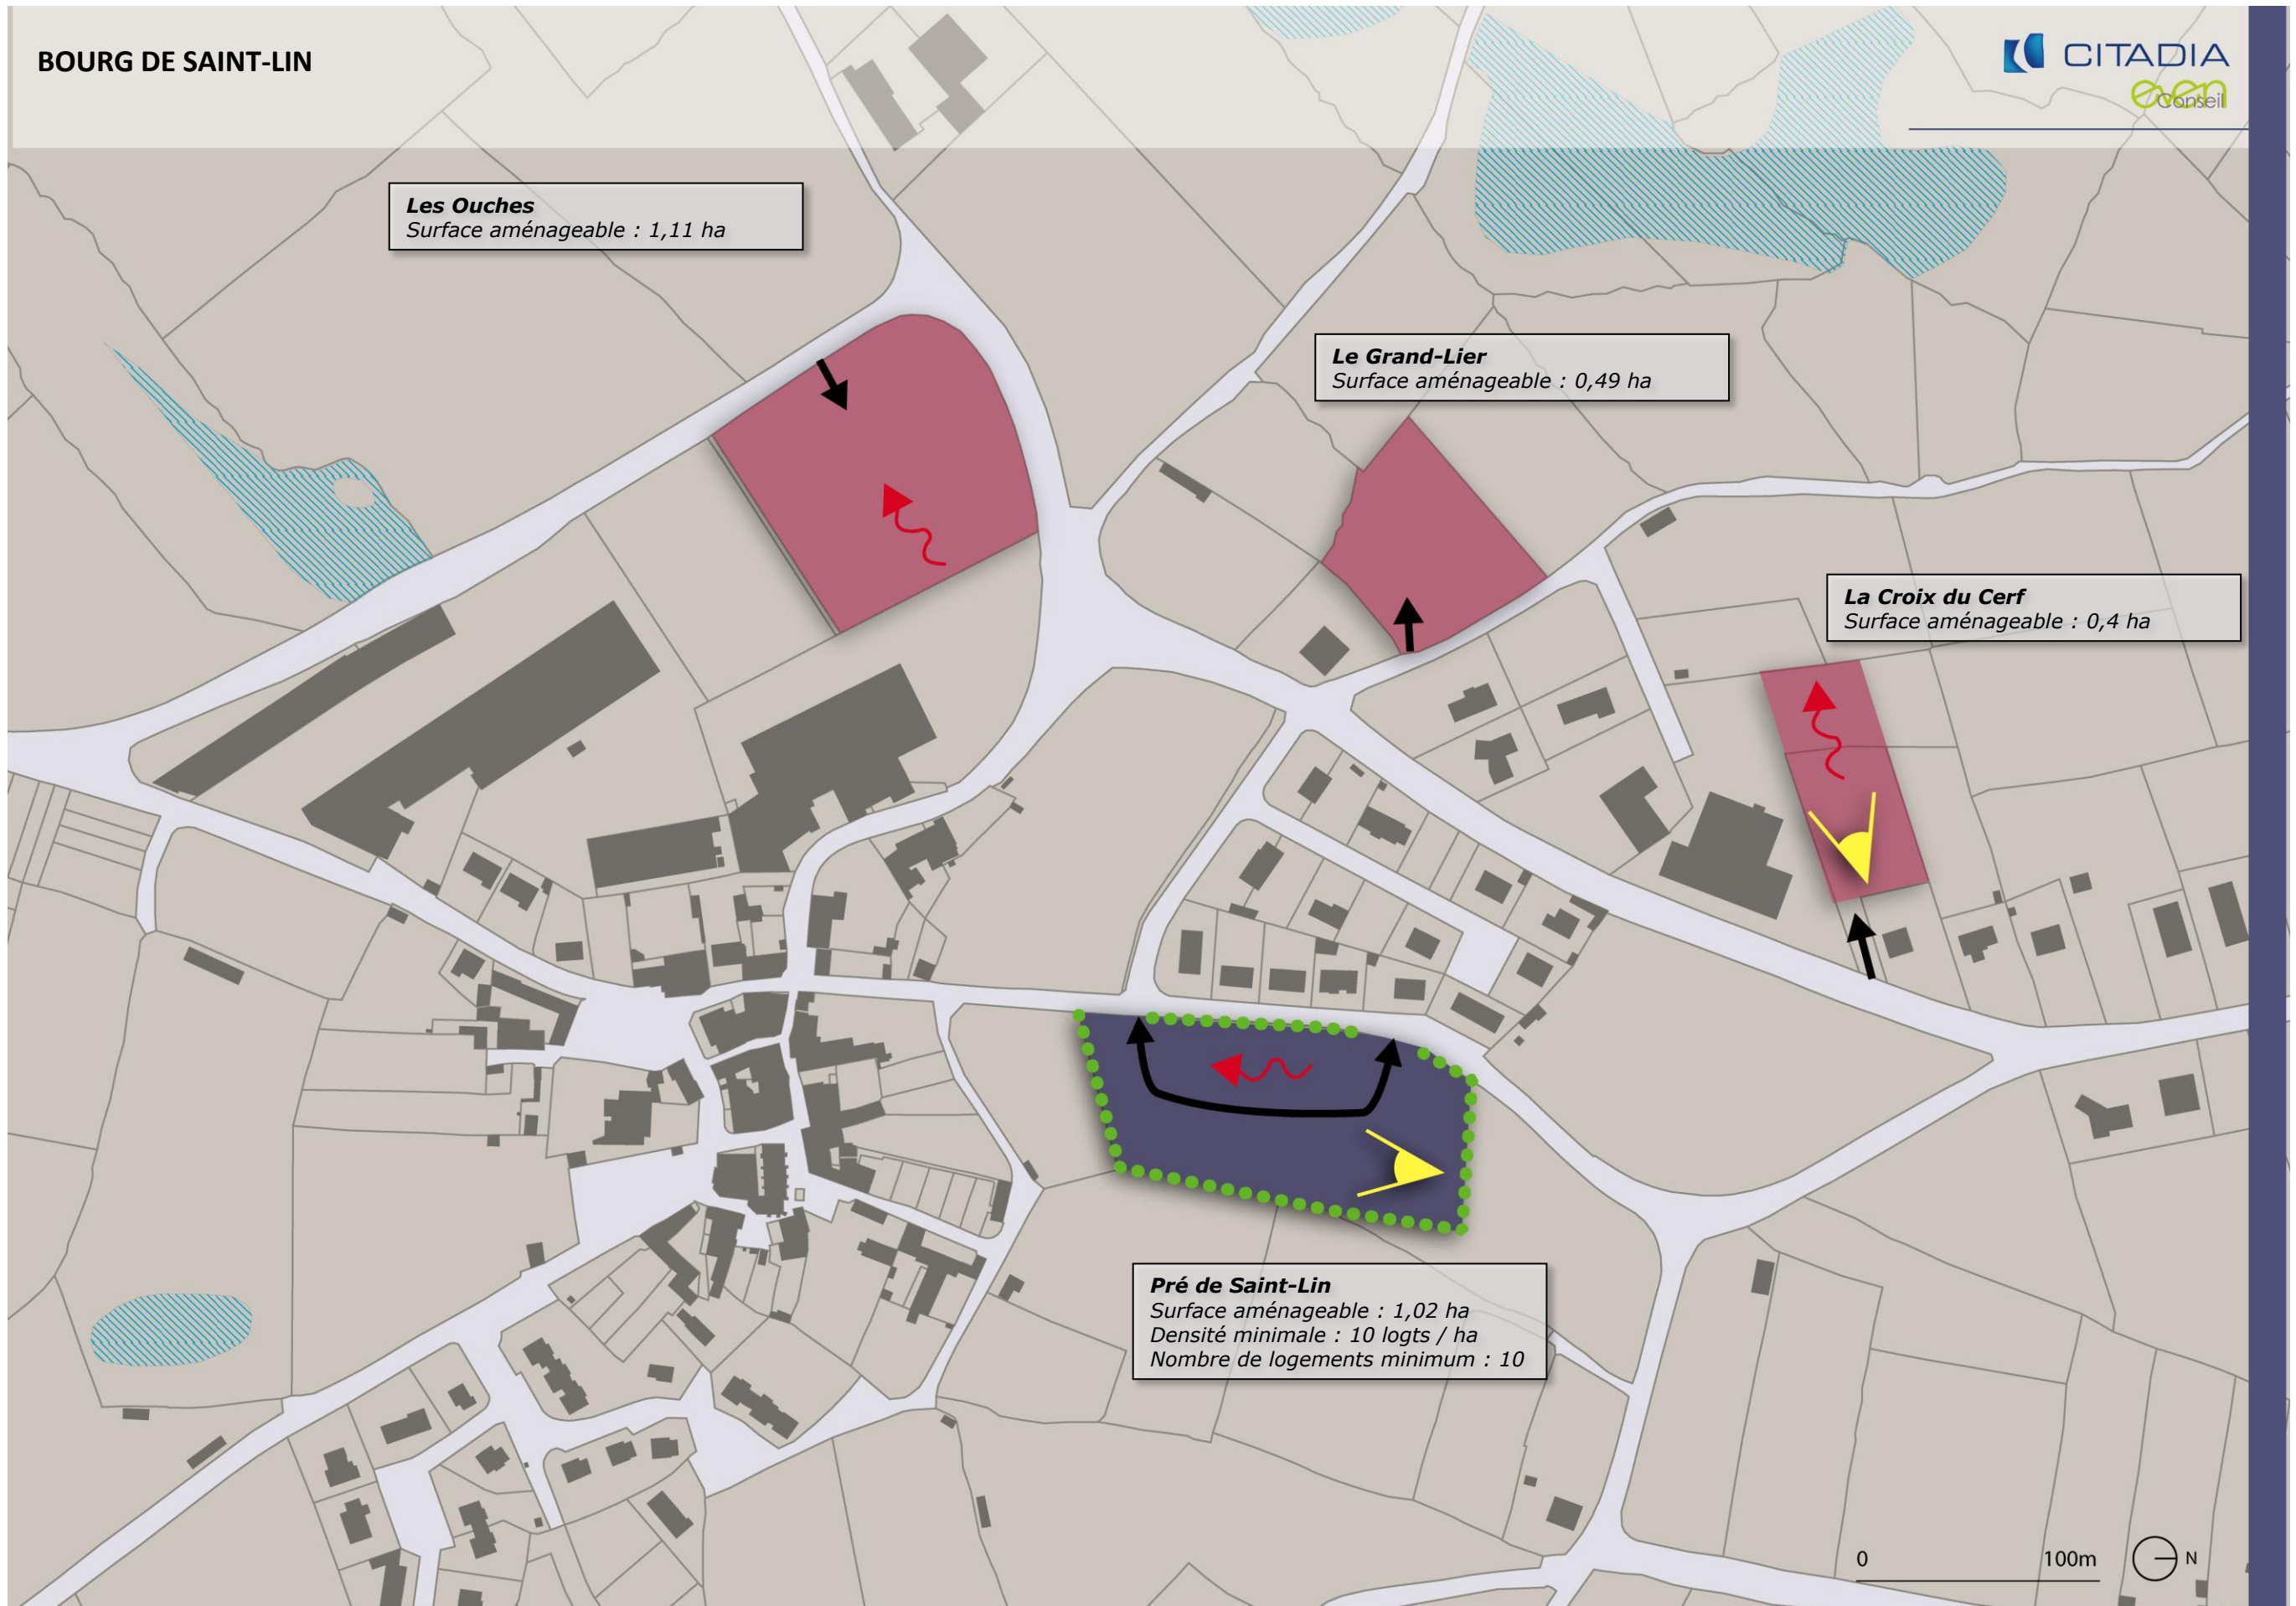 BOURG DE SAINT-LIN
CITADIA
even
Conseil
Les Ouches
Surface aménageable : 1,11 ha
Le Grand-Lier
Surface aménageable : 0,49 ha
La Croix du Cerf
Surface aménageable : 0,4 ha
Pré de Saint-Lin
Surface aménageable : 1,02 ha
Densité minimale : 10 logts / ha
Nombre de logements minimum : 10
0 100m N